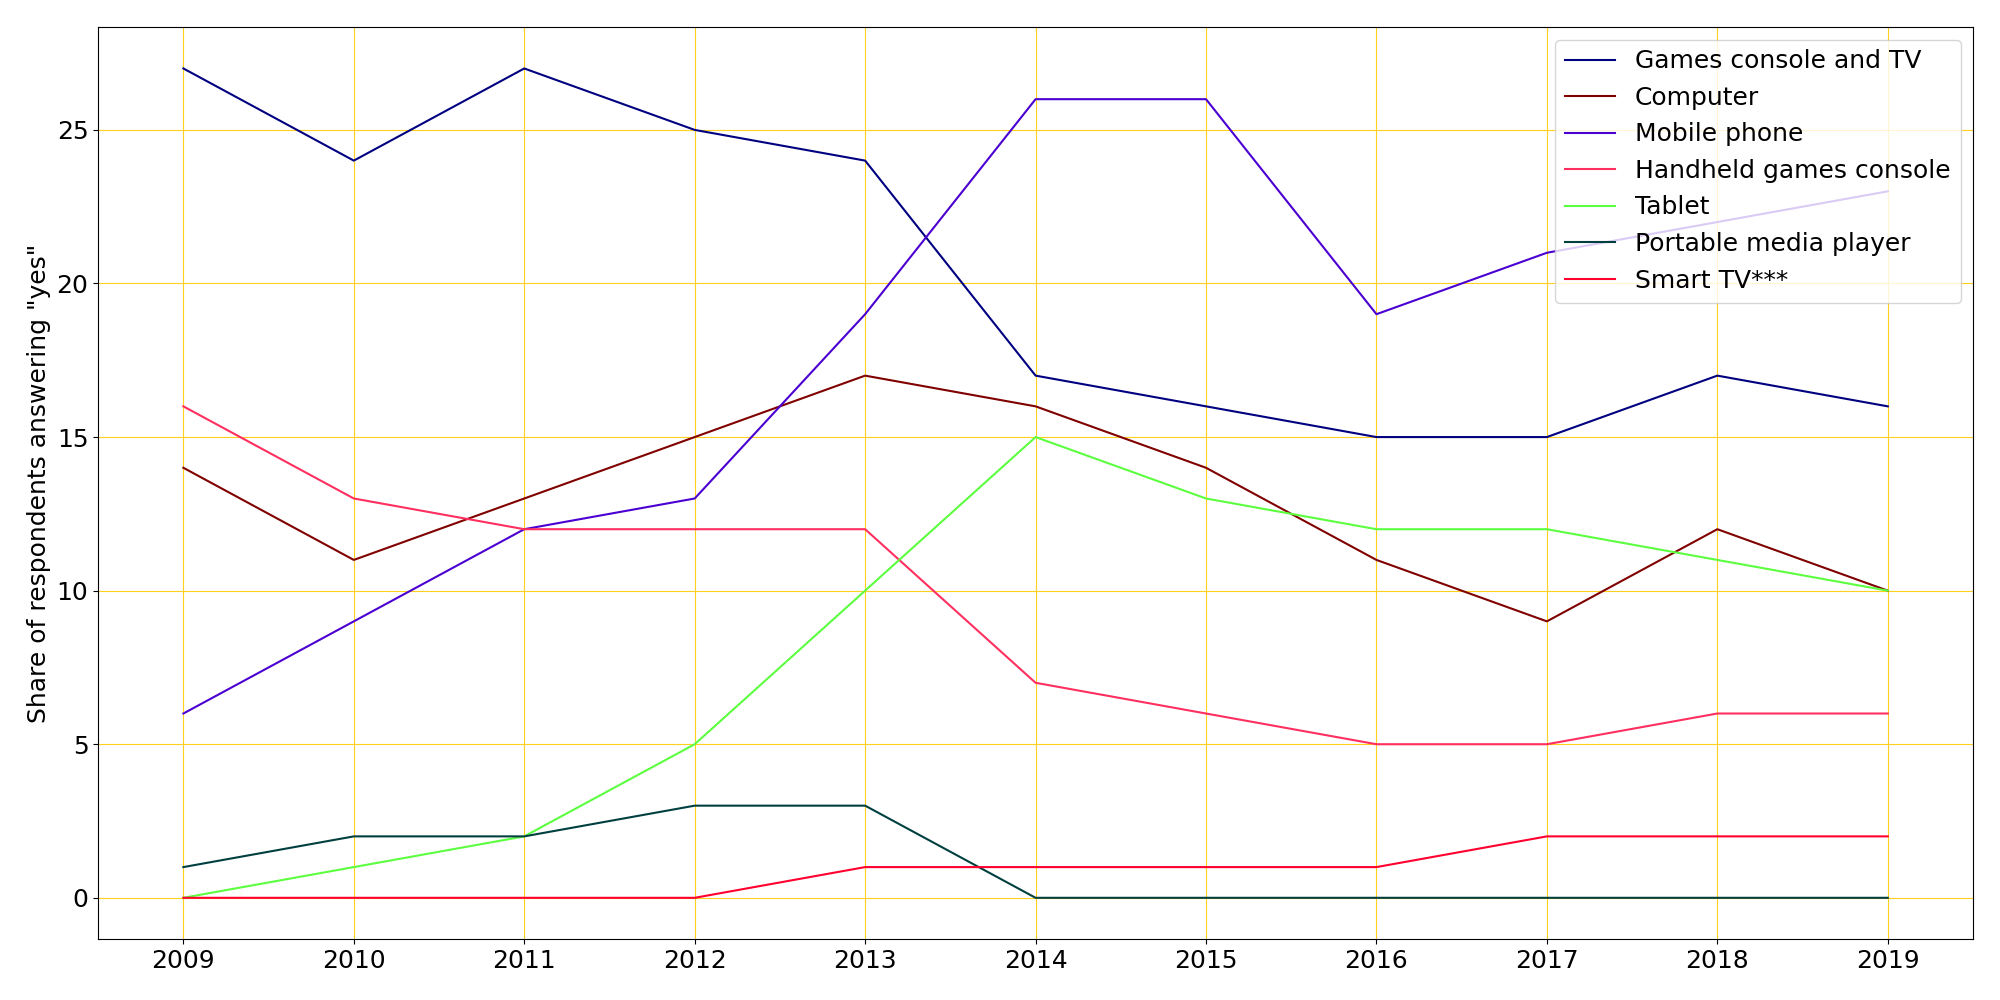 Share of respondents answering "yes"
25
20
15
10
5
0
2009 2010 2011 2012 2013 2014 2015 2016 2017 2018 2019
Games console and TV
Computer
Mobile phone
Handheld games console
Tablet
Portable media player
Smart TV***